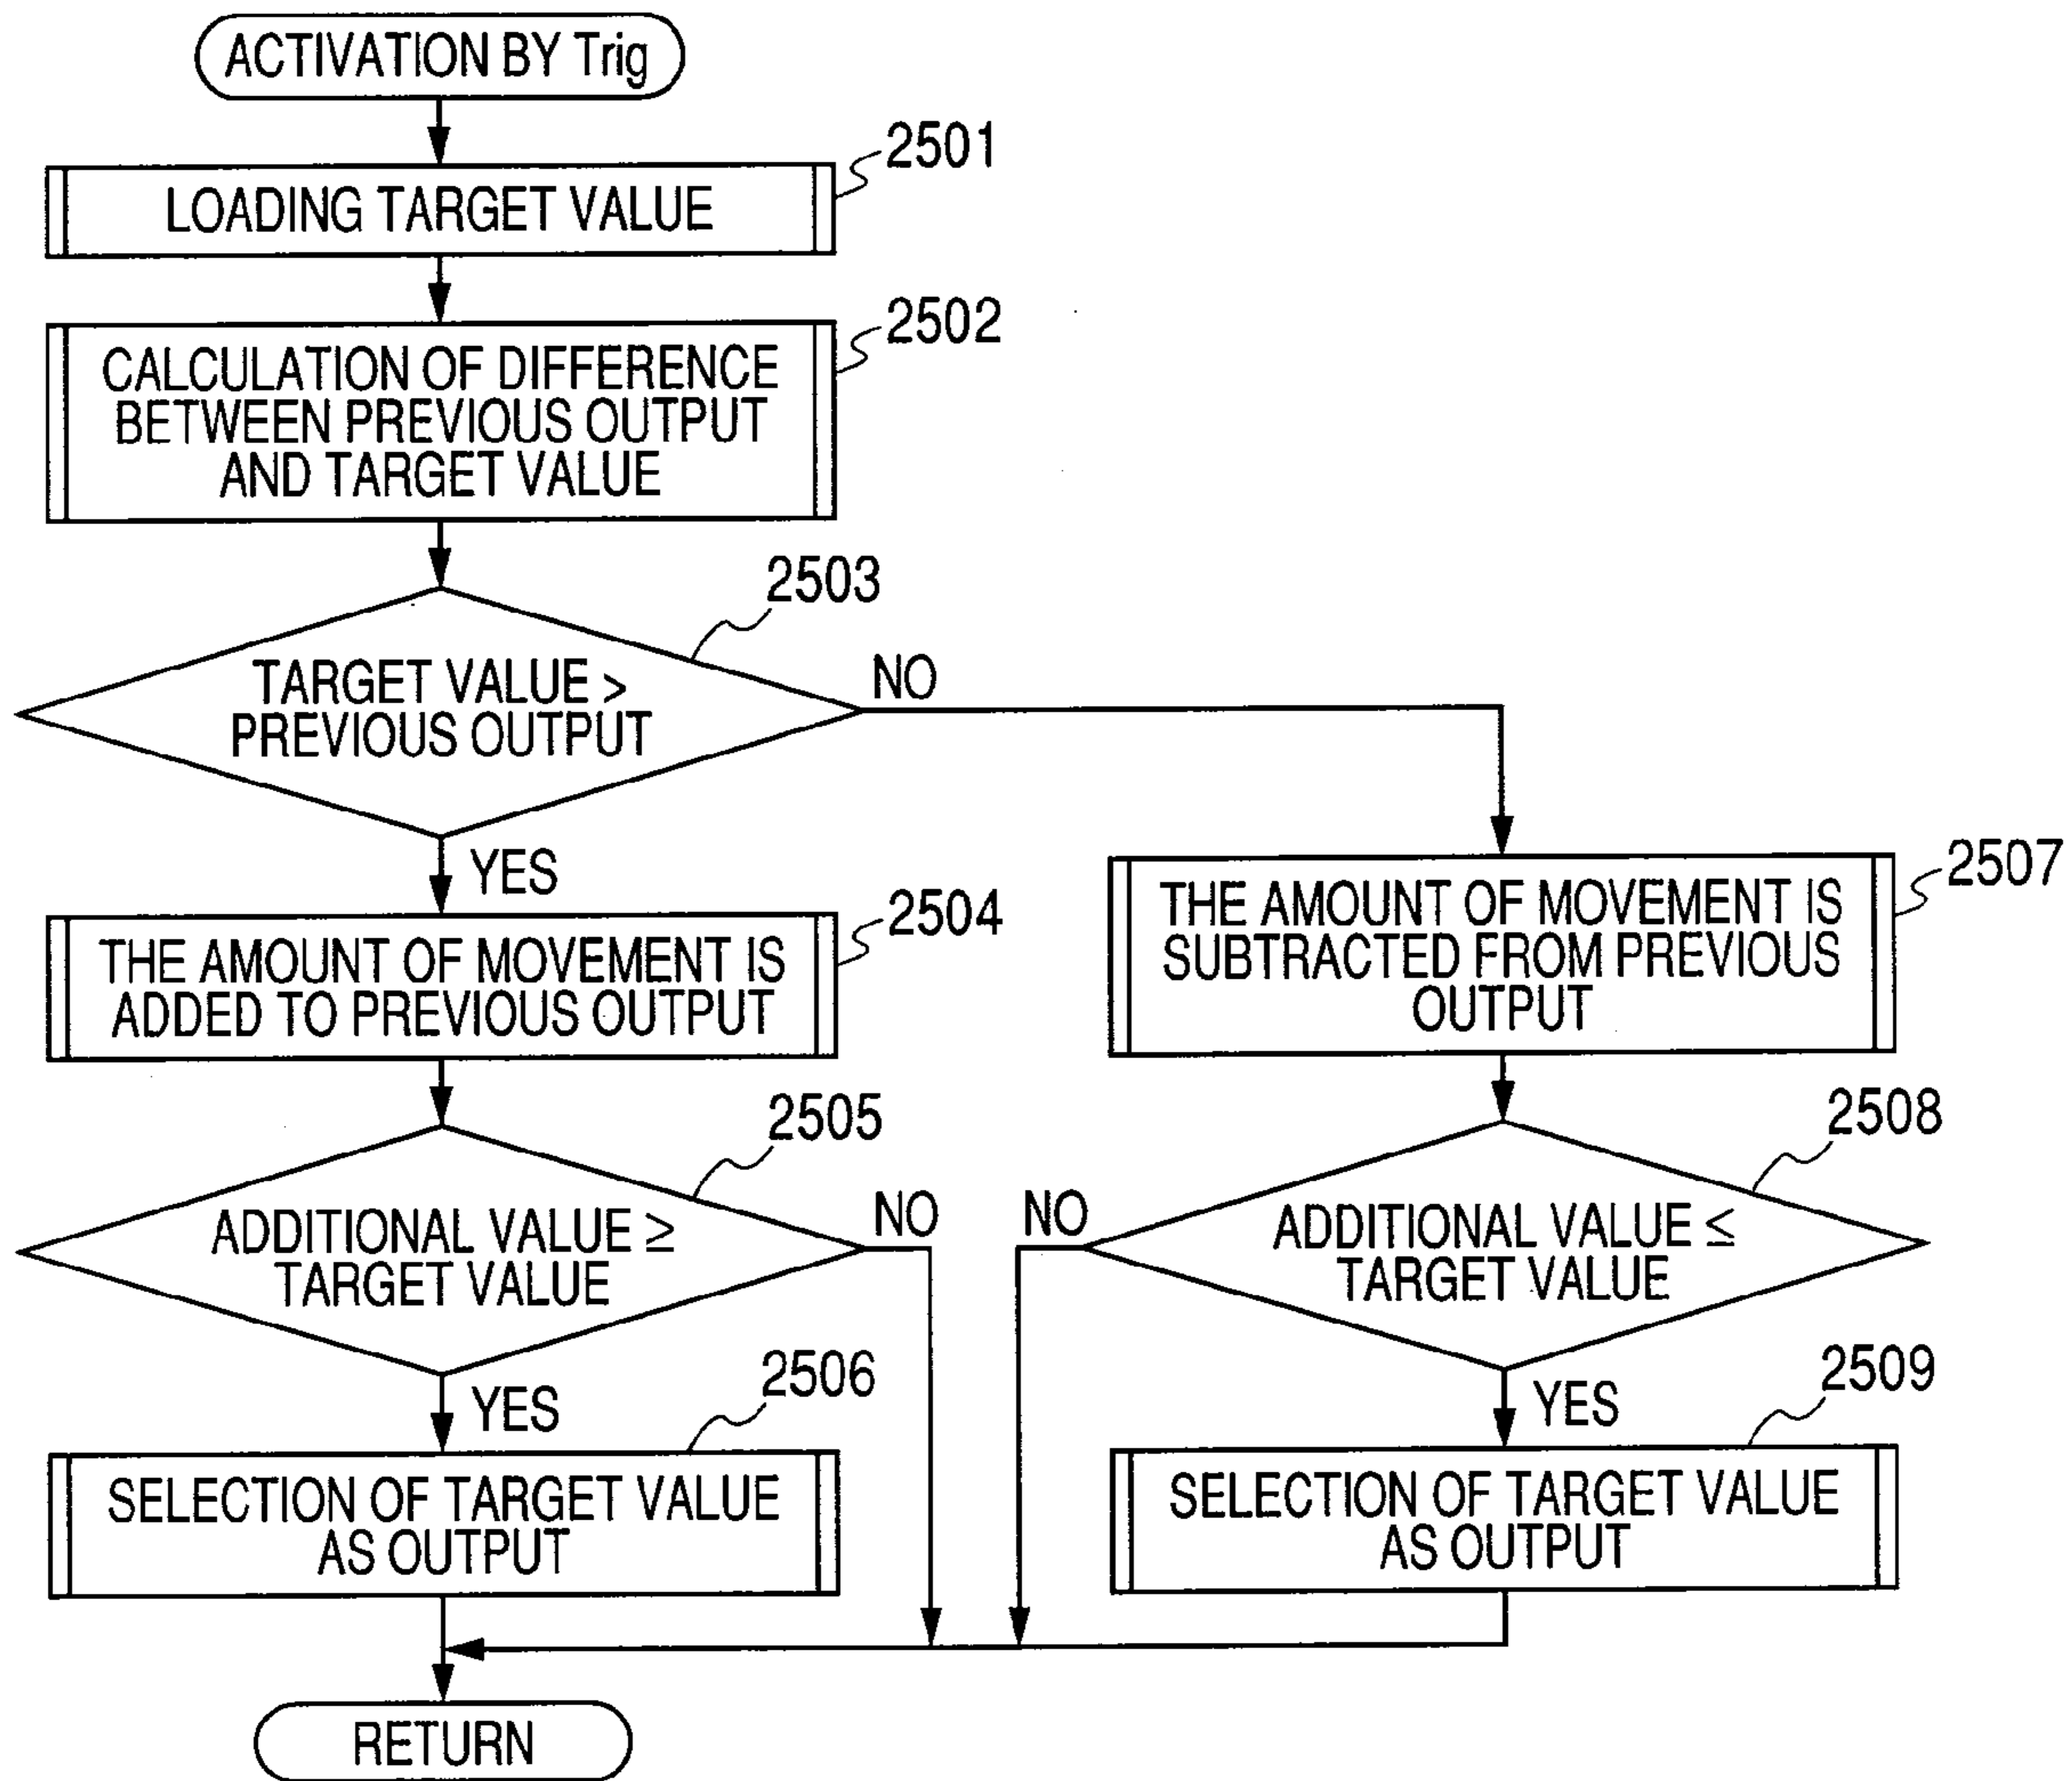 ACTIVATION BY Trig
2501
LOADING TARGET VALUE
2502
CALCULATION OF DIFFERENCE
BETWEEN PREVIOUS OUTPUT
AND TARGET VALUE
2503
TARGET VALUE >
PREVIOUS OUTPUT
NO
YES
2504
THE AMOUNT OF MOVEMENT IS
ADDED TO PREVIOUS OUTPUT
2505
ADDITIONAL VALUE ≥
TARGET VALUE
NO
YES
2506
SELECTION OF TARGET VALUE
AS OUTPUT
2507
THE AMOUNT OF MOVEMENT IS
SUBTRACTED FROM PREVIOUS
OUTPUT
2508
ADDITIONAL VALUE ≤
TARGET VALUE
NO
YES
2509
SELECTION OF TARGET VALUE
AS OUTPUT
RETURN